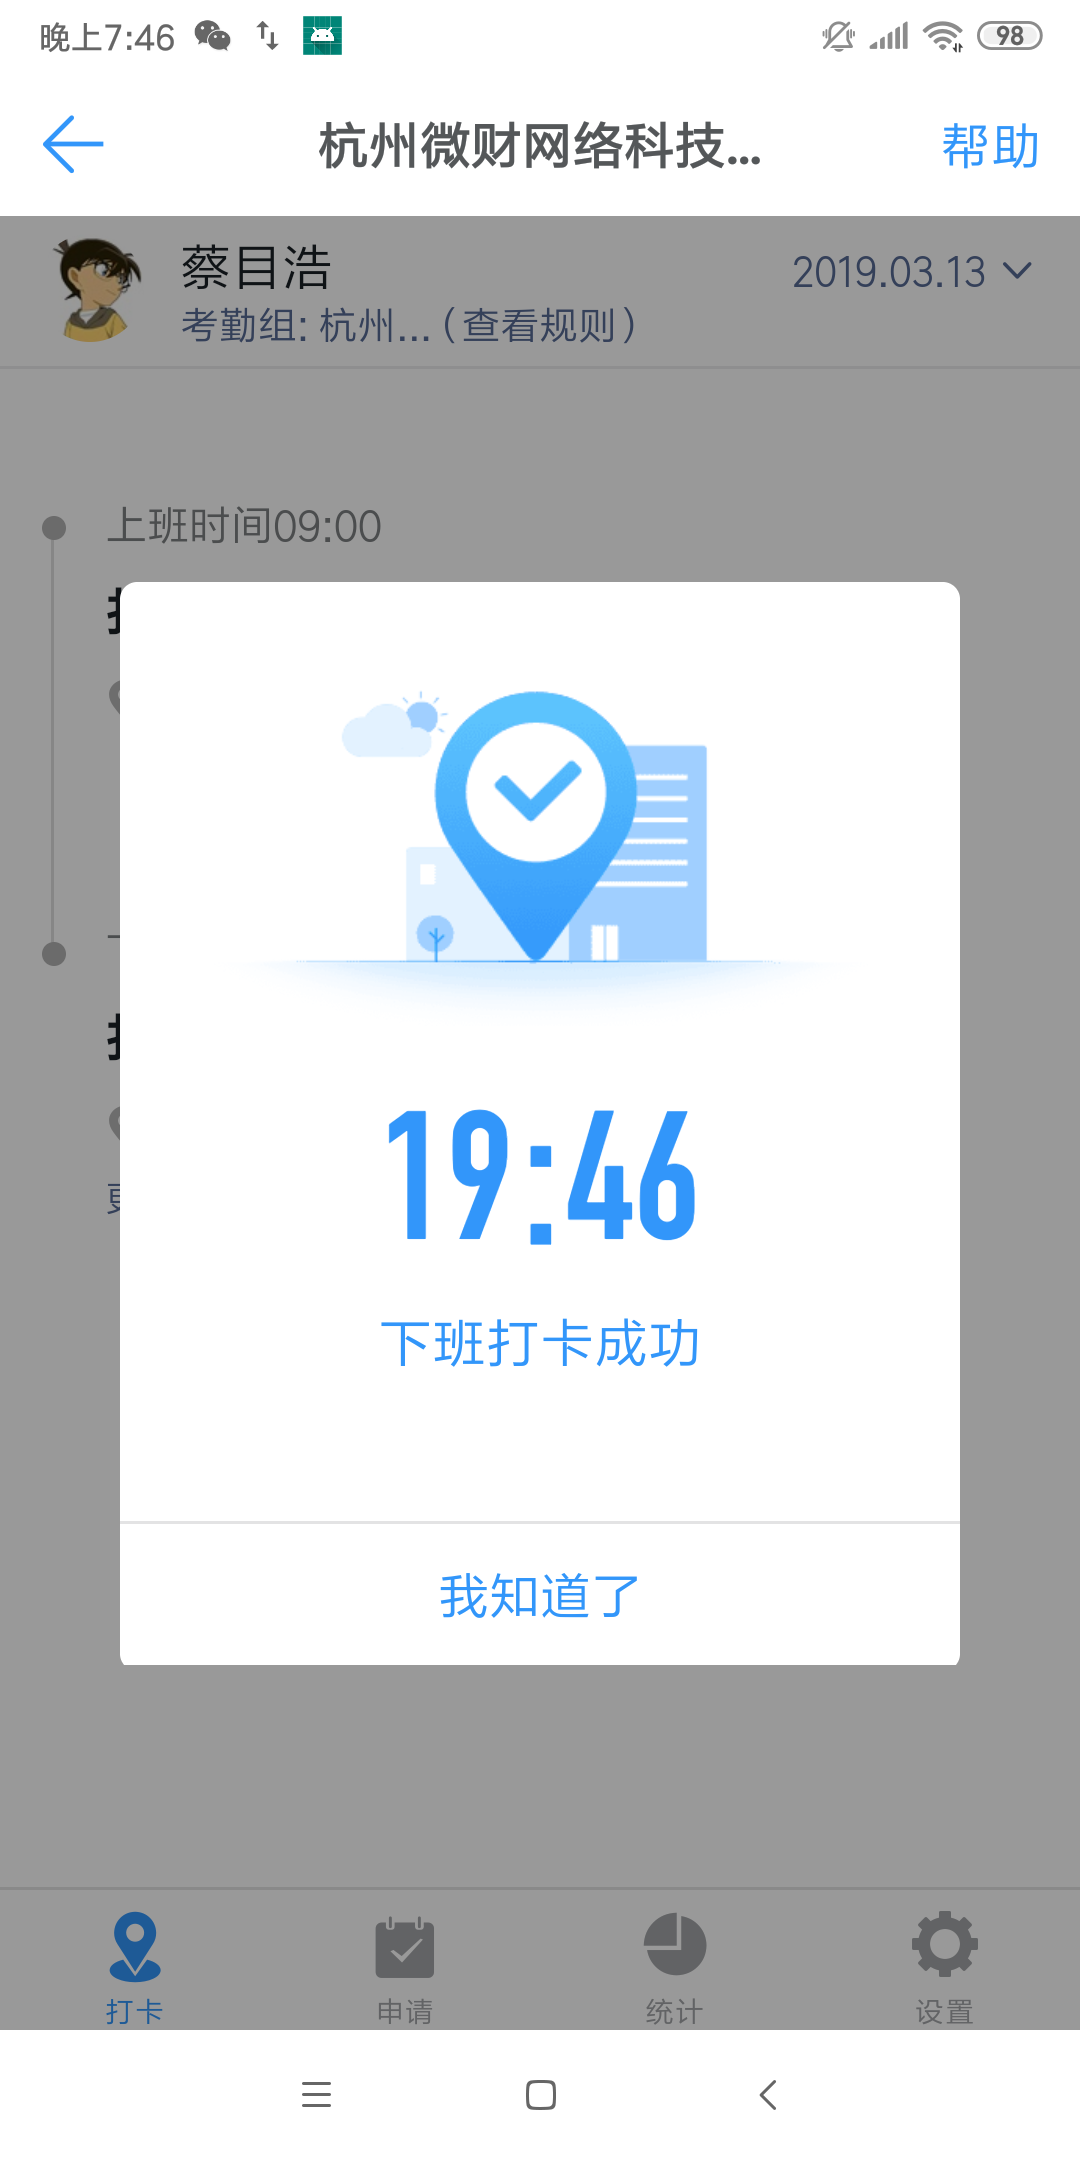 晚上7:46
98
杭州微财网络科技...
帮助
蔡目浩
2019.03.13
考勤组: 杭州...（查看规则）
上班时间09:00
19:46
下班打卡成功
我知道了
打卡
申请
统计
设置